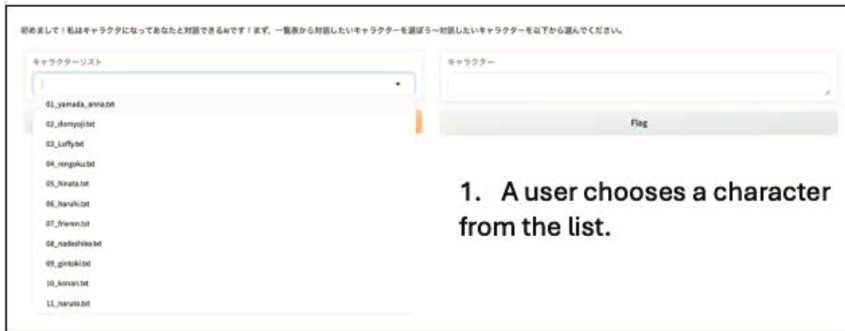 初めまして！私はキャラクタになってあなたと対話できるAIです！まず、一覧表から対話したいキャラクターを選ぼう〜対話したいキャラクターを以下から選んでください。
キャラクターリスト
キャラクター
01_yamada_anna.txt
02_domyoji.txt
Flag
03_Luffy.txt
04_rengoku.txt
05_hinata.txt
1. A user chooses a character
from the list.
06_haruhi.txt
07_frieren.txt
08_nadeshiko.txt
09_gintoki.txt
10_konan.txt
11_naruto.txt